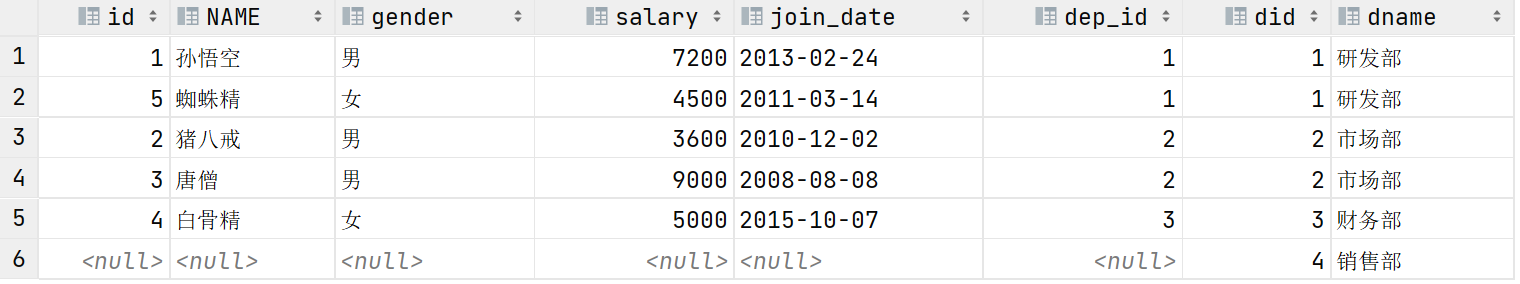 id NAME gender salary join_date dep_id did dname
1 1 孙悟空 男 7200 2013-02-24 1 1 研发部
2 5 蜘蛛精 女 4500 2011-03-14 1 1 研发部
3 2 猪八戒 男 3600 2010-12-02 2 2 市场部
4 3 唐僧 男 9000 2008-08-08 2 2 市场部
5 4 白骨精 女 5000 2015-10-07 3 3 财务部
6 <null> <null> <null> <null> <null> <null> 4 销售部